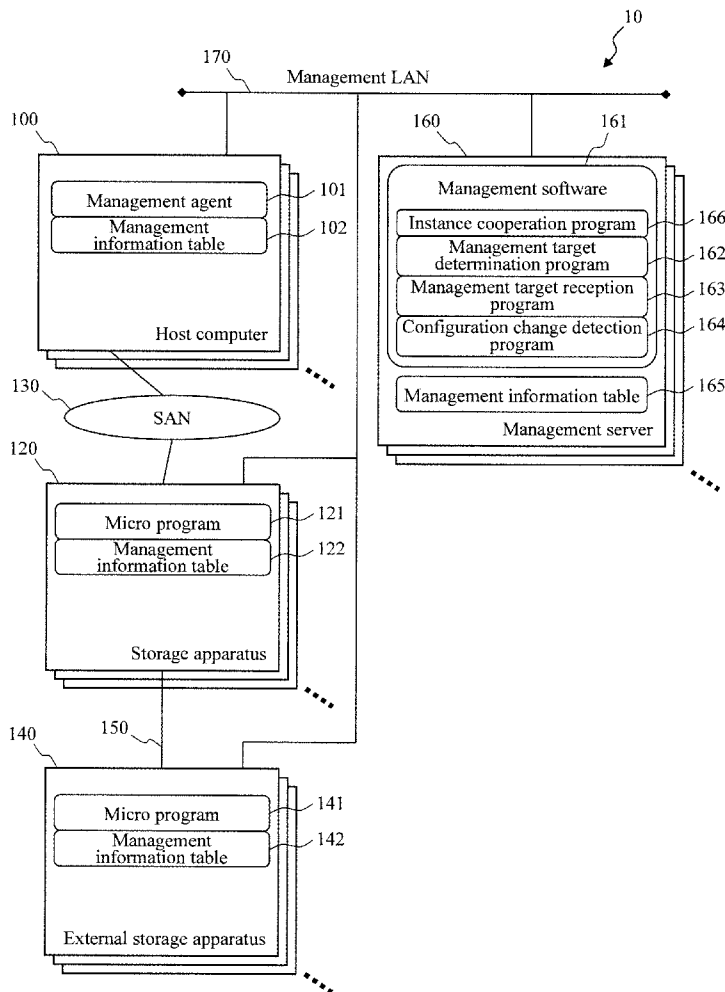 10
170
Management LAN
100
Management agent
101
Management
information table
102
Host computer
160
161
Management software
Instance cooperation program
166
Management target
determination program
162
Management target reception
program
163
Configuration change detection
program
164
Management information table
165
Management server
130
SAN
120
Micro program
121
Management
information table
122
Storage apparatus
150
140
Micro program
141
Management
information table
142
External storage apparatus